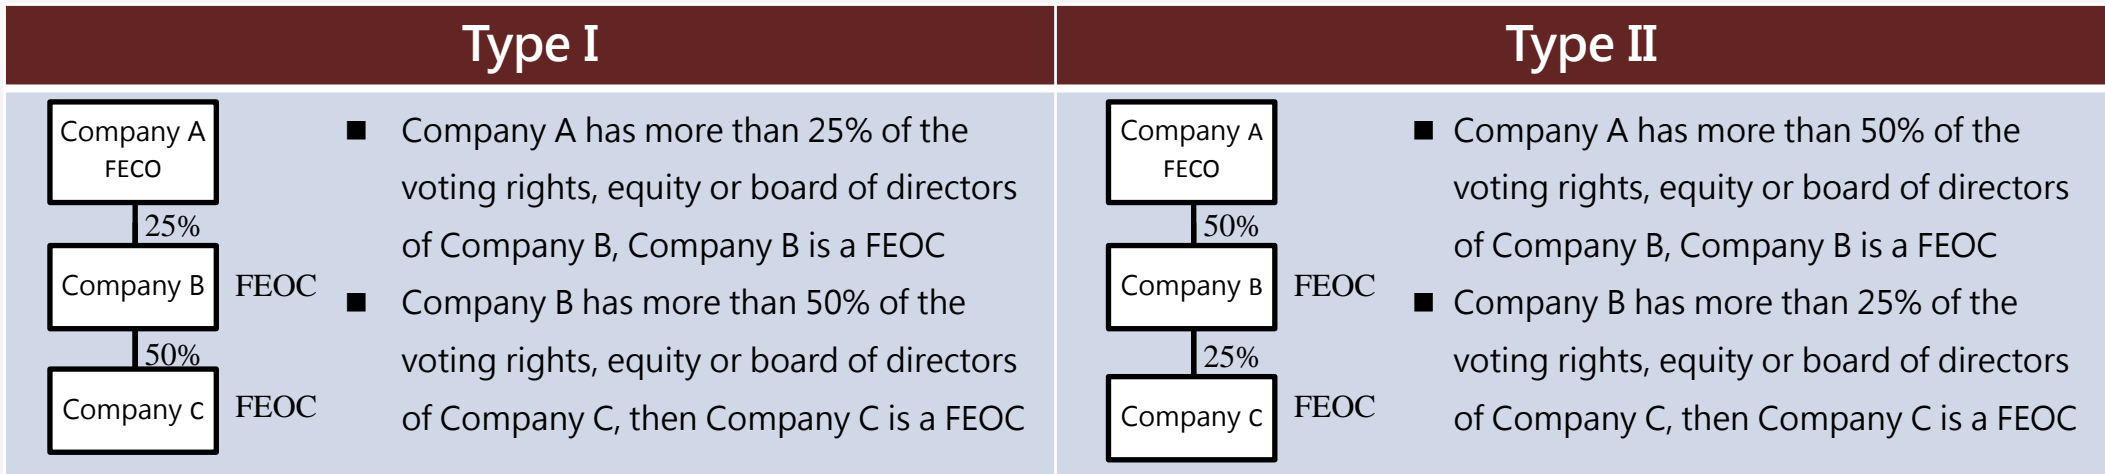 Type I
Company A
FECO
25%
Company B
FEOC
50%
Company C
FEOC
■ Company A has more than 25% of the
voting rights, equity or board of directors
of Company B, Company B is a FEOC
■ Company B has more than 50% of the
voting rights, equity or board of directors
of Company C, then Company C is a FEOC
Type II
Company A
FECO
50%
Company B
FEOC
25%
Company C
FEOC
■ Company A has more than 50% of the
voting rights, equity or board of directors
of Company B, Company B is a FEOC
■ Company B has more than 25% of the
voting rights, equity or board of directors
of Company C, then Company C is a FEOC